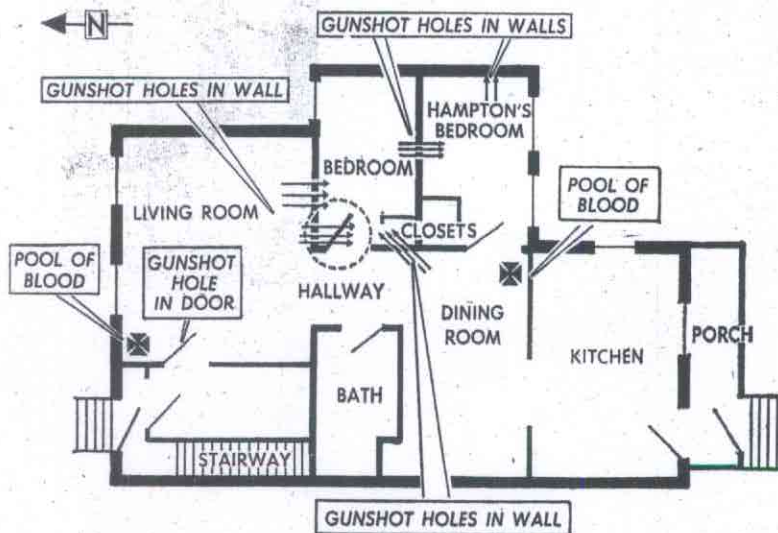 N
GUNSHOT HOLES IN WALLS
GUNSHOT HOLES IN WALL
HAMPTON'S
BEDROOM
BEDROOM
LIVING ROOM
POOL OF
BLOOD
CLOSETS
POOL OF
BLOOD
GUNSHOT
HOLE
IN DOOR
HALLWAY
DINING
ROOM
PORCH
KITCHEN
BATH
STAIRWAY
GUNSHOT HOLES IN WALL